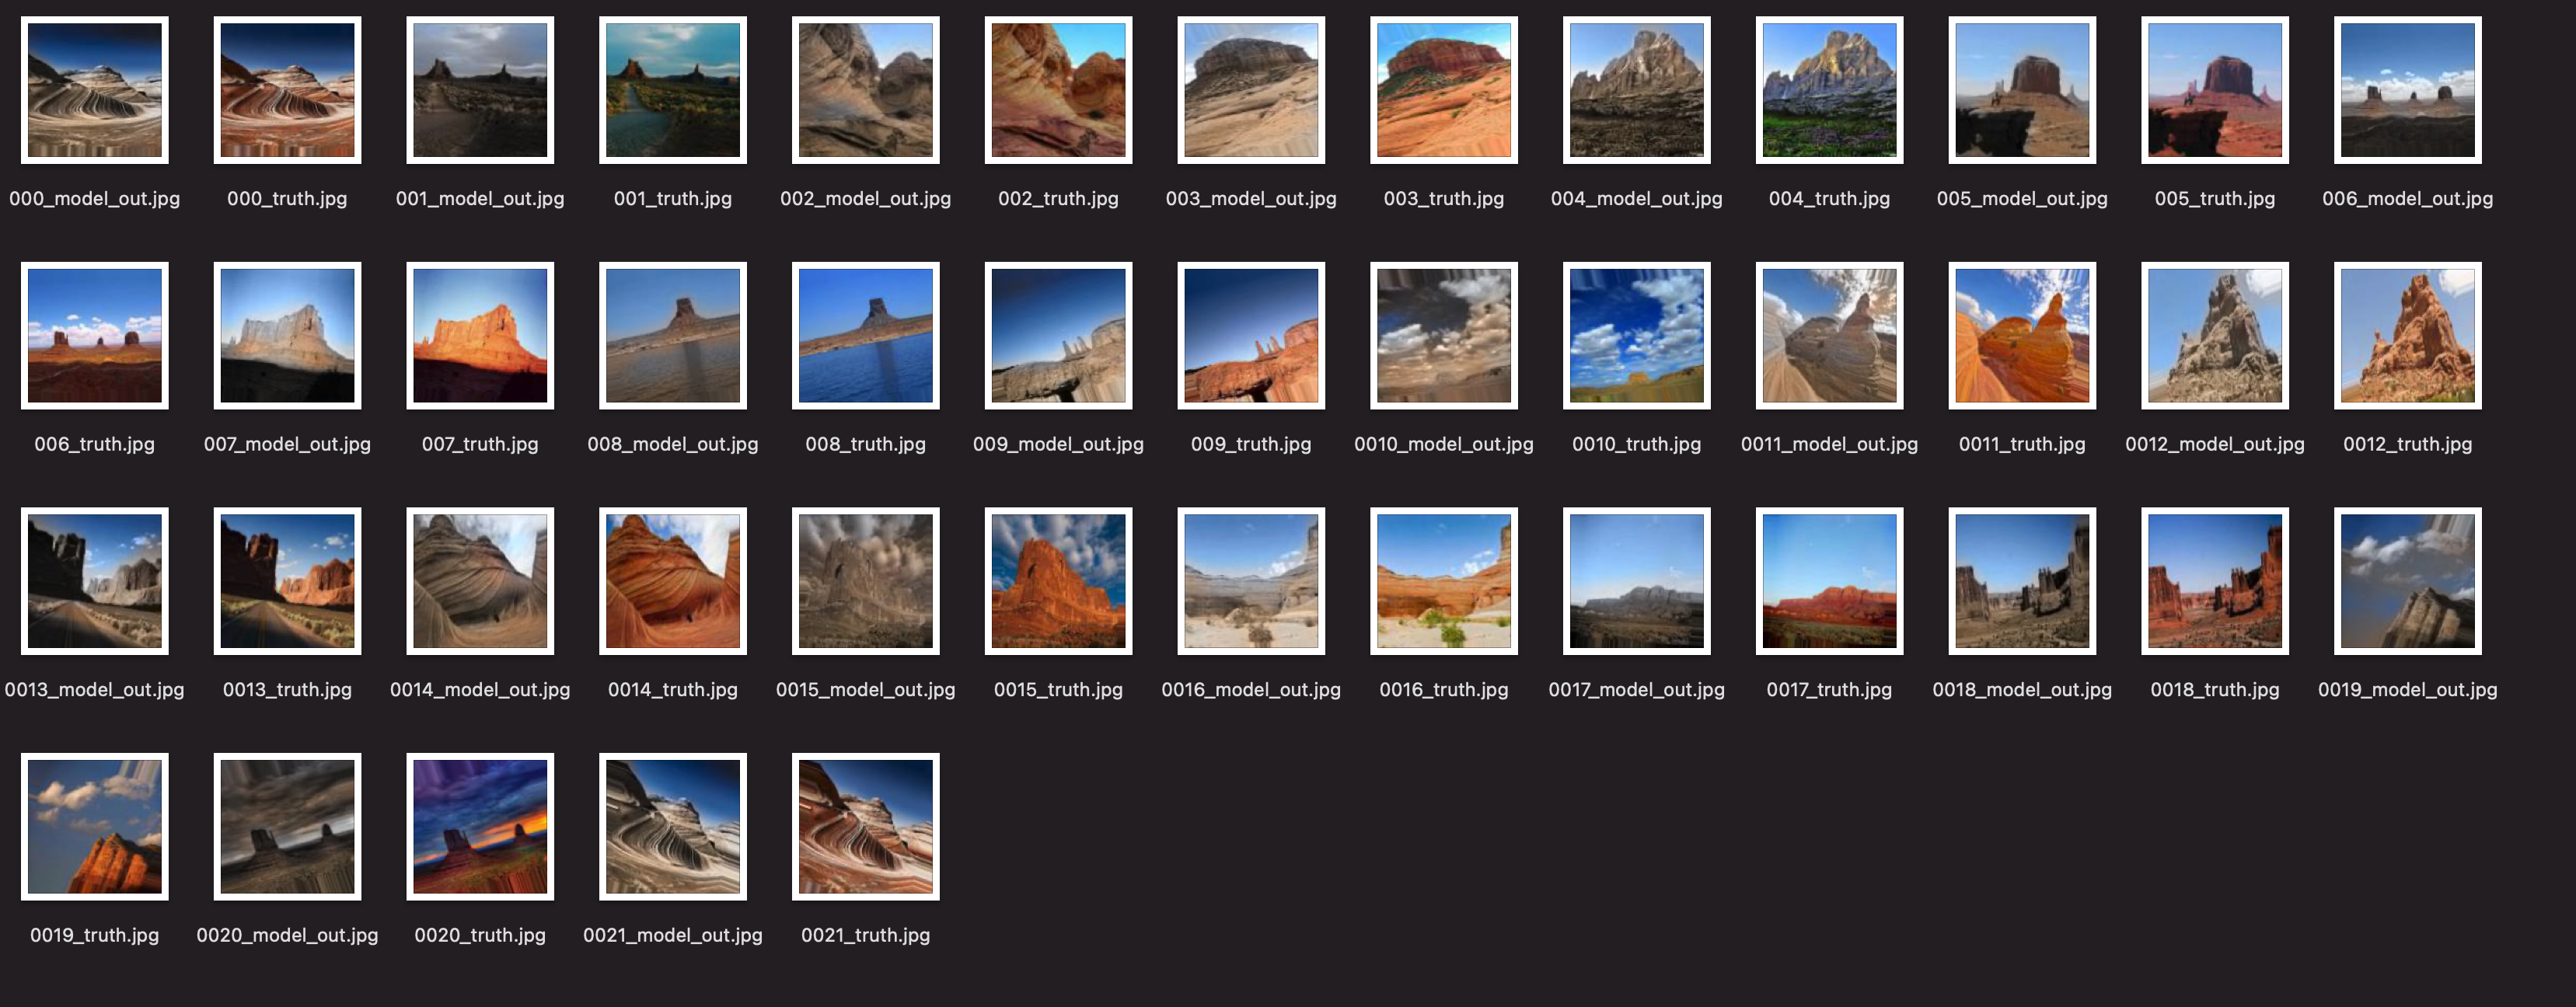 000_model_out.jpg 000_truth.jpg 001_model_out.jpg 001_truth.jpg 002_model_out.jpg 002_truth.jpg 003_model_out.jpg 003_truth.jpg 004_model_out.jpg 004_truth.jpg 005_model_out.jpg 005_truth.jpg 006_model_out.jpg
006_truth.jpg 007_model_out.jpg 007_truth.jpg 008_model_out.jpg 008_truth.jpg 009_model_out.jpg 009_truth.jpg 0010_model_out.jpg 0010_truth.jpg 0011_model_out.jpg 0011_truth.jpg 0012_model_out.jpg 0012_truth.jpg
0013_model_out.jpg 0013_truth.jpg 0014_model_out.jpg 0014_truth.jpg 0015_model_out.jpg 0015_truth.jpg 0016_model_out.jpg 0016_truth.jpg 0017_model_out.jpg 0017_truth.jpg 0018_model_out.jpg 0018_truth.jpg 0019_model_out.jpg
0019_truth.jpg 0020_model_out.jpg 0020_truth.jpg 0021_model_out.jpg 0021_truth.jpg